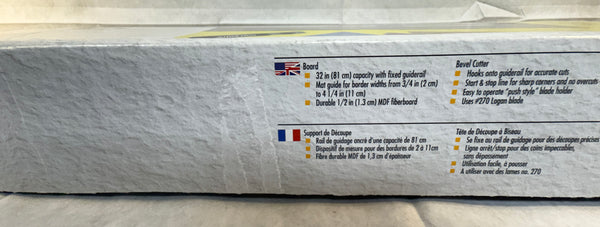 Board
32 in (81 cm) capacity with fixed guiderail
Mat guide for border widths from 3/4 in (2 cm)
to 4 1/4 in (11 cm)
Durable 1/2 in (1.3 cm) MDF fiberboard
Bevel Cutter
Hooks onto guiderail for accurate cuts
Start & stop line for sharp corners and no overcuts
Easy to operate "push style" blade holder
Uses #270 Logan blade
Support de Découpe
Rail de guidage ancré d'une capacité de 81 cm
Dispositif de mesure pour des bordures de 2 à 11cm
Fibre durable MDF de 1,3 cm d'épaisseur
Tête de Découpe à Biseau
Se fixe au rail de guidage pour des découpes précises
Ligne arrêt/stop pour des coins impeccables,
sans dépassement
Utilisation facile, à pousser
A utiliser avec des lames no. 270